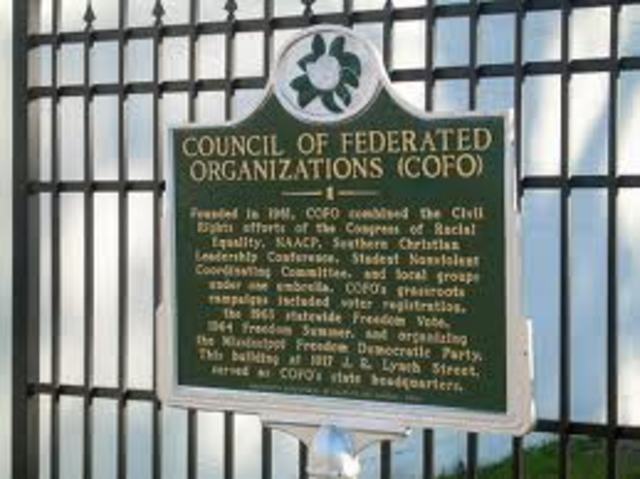 COUNCIL OF FEDERATED
ORGANIZATIONS (COFO)
1
Founded in 1961, COFO combined the Civil
Rights efforts of the Congress of Racial
Equality, NAACP, Southern Christian
Leadership Conference, Student Nonviolent
Coordinating Committee, and local groups
under one umbrella. COFO's grassroots
campaigns included voter registration,
the 1963 statewide Freedom Vote,
1964 Freedom Summer, and organizing
the Mississippi Freedom Democratic Party.
This building at 1017 J. R. Lynch Street,
served as COFO's state headquarters.